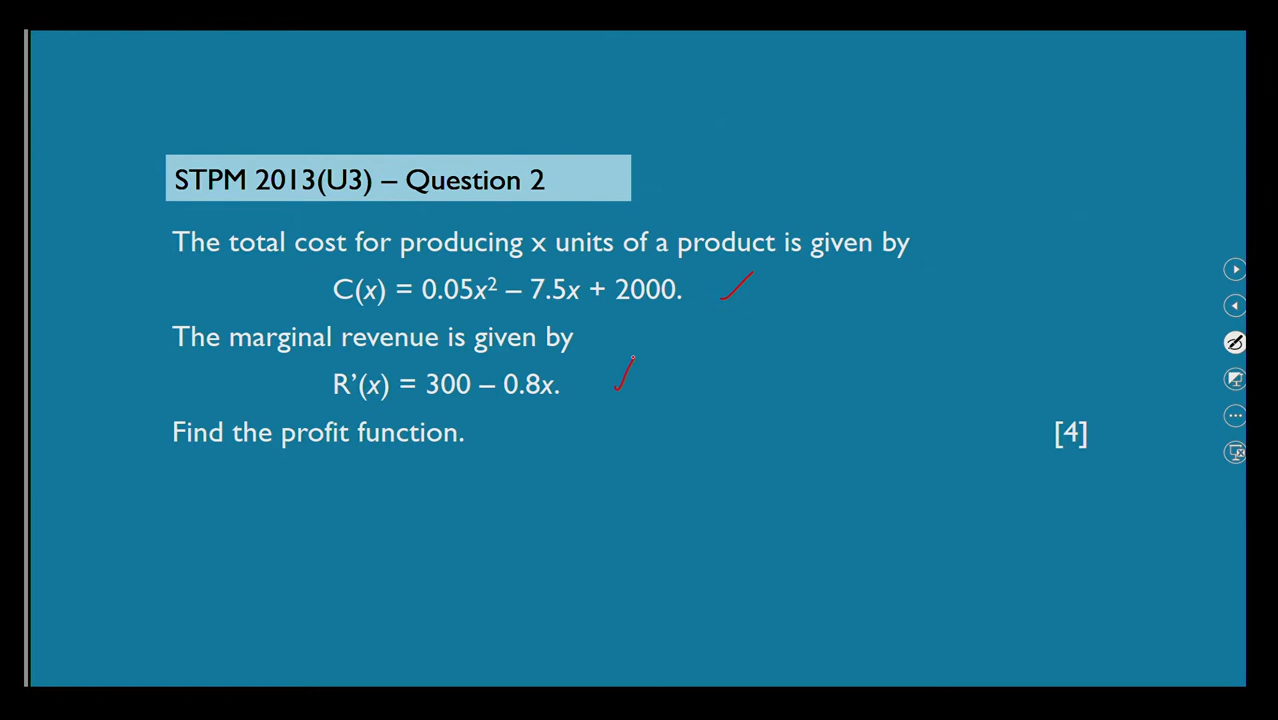 STPM 2013(U3) – Question 2
The total cost for producing x units of a product is given by
C(x) = 0.05x² – 7.5x + 2000.
The marginal revenue is given by
R’(x) = 300 – 0.8x.
Find the profit function. [4]